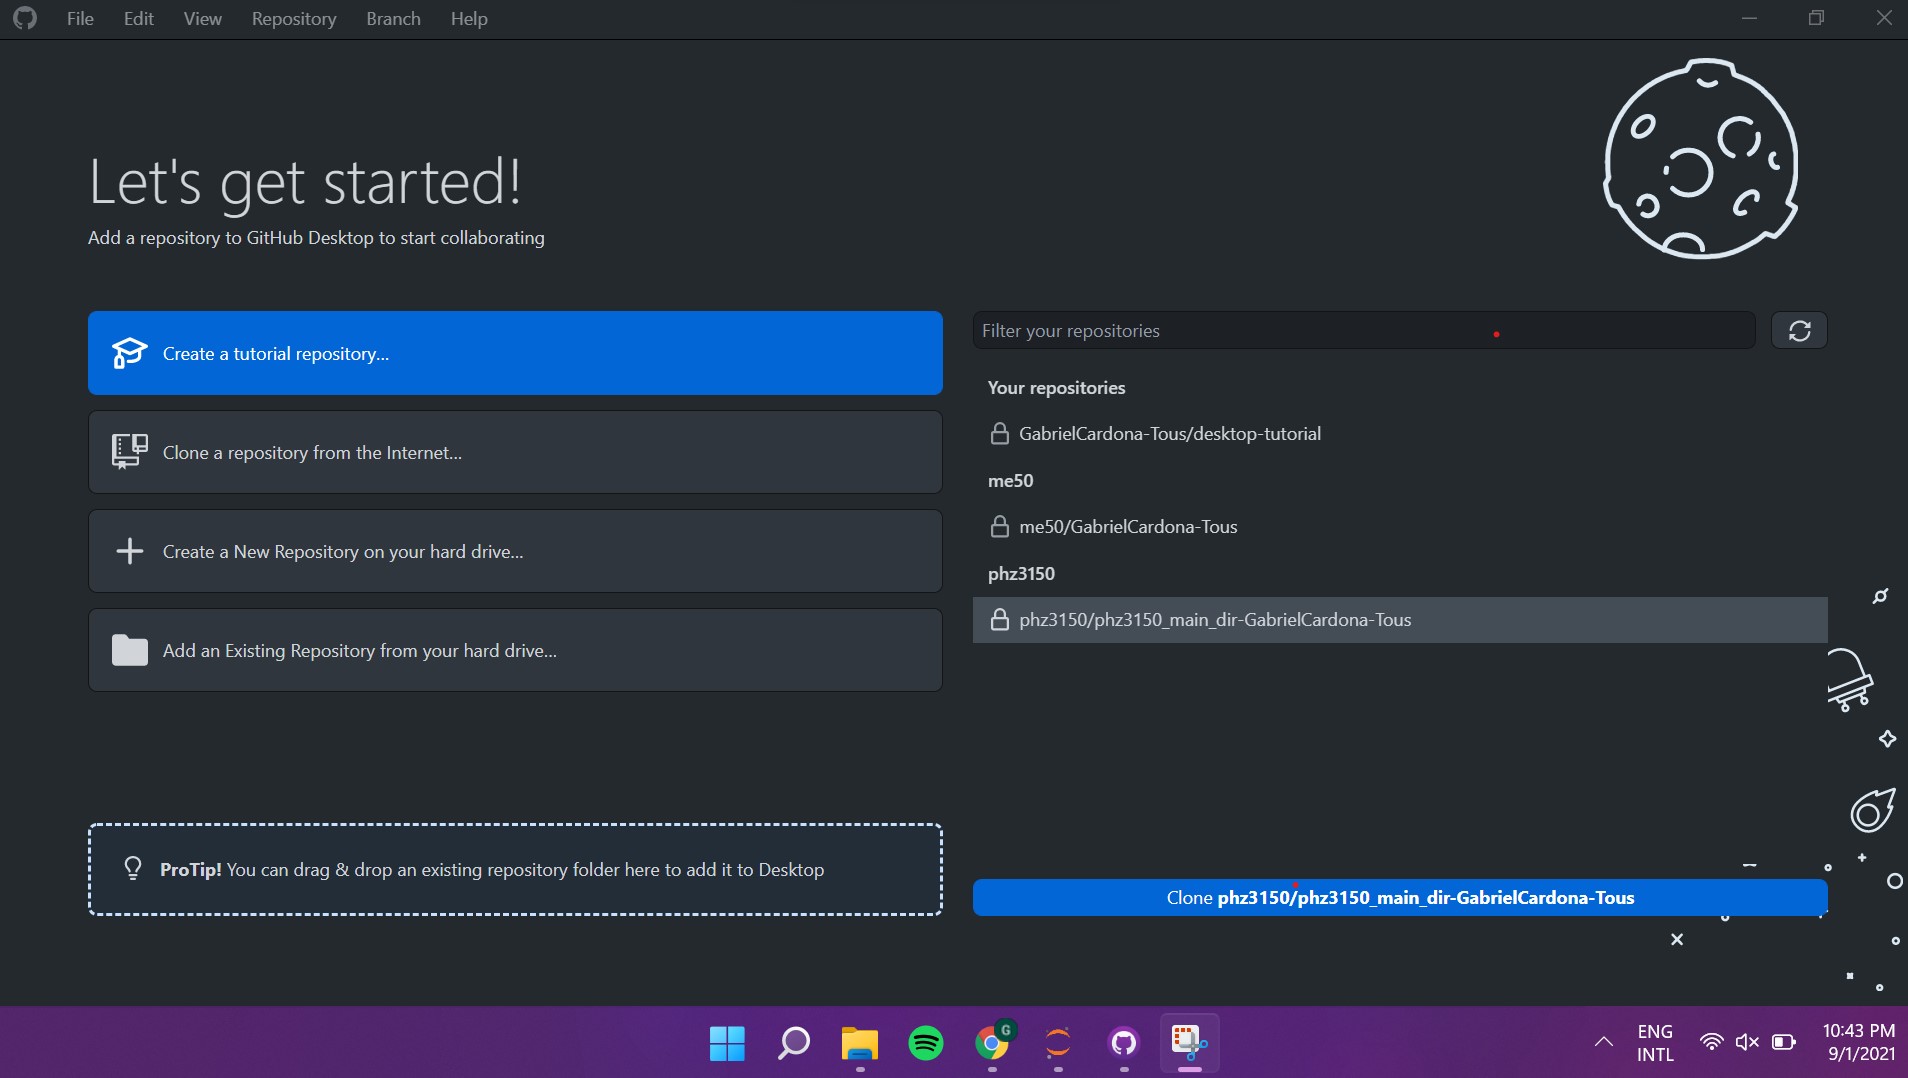 File Edit View Repository Branch Help
Let's get started!
Add a repository to GitHub Desktop to start collaborating
Create a tutorial repository...
Clone a repository from the Internet...
Create a New Repository on your hard drive...
Add an Existing Repository from your hard drive...
ProTip! You can drag & drop an existing repository folder here to add it to Desktop
Filter your repositories
Your repositories
GabrielCardona-Tous/desktop-tutorial
me50
me50/GabrielCardona-Tous
phz3150
phz3150/phz3150_main_dir-GabrielCardona-Tous
Clone phz3150/phz3150_main_dir-GabrielCardona-Tous
G
ENG
INTL
10:43 PM
9/1/2021